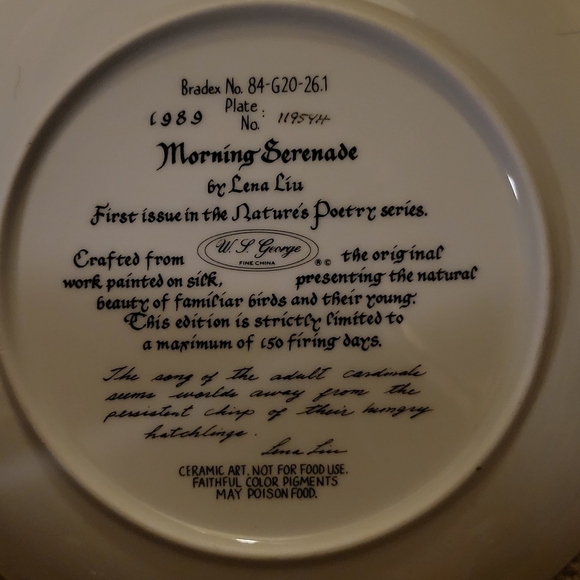 Bradex No. 84-G20-26.1
1989 Plate No: 11954H
Morning Serenade
by Lena Liu
First issue in the Nature's Poetry series.
Crafted from W. S. George FINE CHINA ® © the original
work painted on silk, presenting the natural
beauty of familiar birds and their young.
This edition is strictly limited to
a maximum of 150 firing days.
The song of the adult cardinals
seems worlds away from the
persistent chirp of their hungry
hatchlings.
Lena Liu
CERAMIC ART. NOT FOR FOOD USE.
FAITHFUL COLOR PIGMENTS
MAY POISON FOOD.